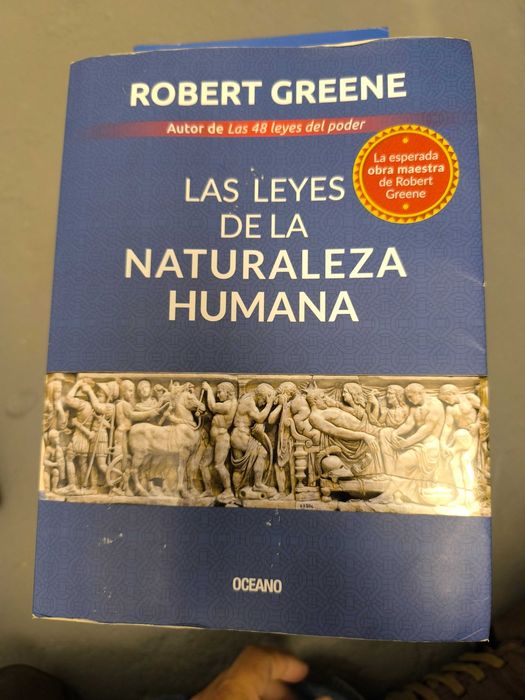 ROBERT GREENE
Autor de Las 48 leyes del poder
La esperada
obra maestra
de Robert
Greene
LAS LEYES
DE LA
NATURALEZA
HUMANA
OCEANO